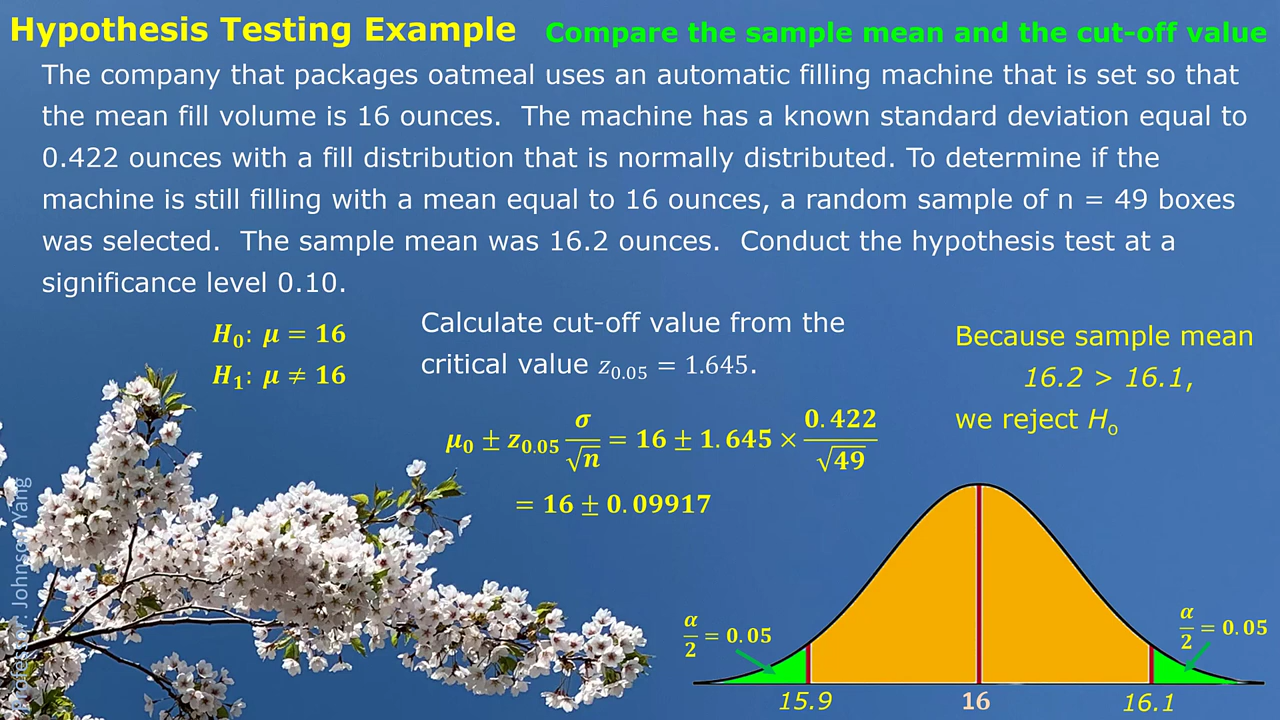 Hypothesis Testing Example
Compare the sample mean and the cut-off value
The company that packages oatmeal uses an automatic filling machine that is set so that
the mean fill volume is 16 ounces.  The machine has a known standard deviation equal to
0.422 ounces with a fill distribution that is normally distributed. To determine if the
machine is still filling with a mean equal to 16 ounces, a random sample of n = 49 boxes
was selected.  The sample mean was 16.2 ounces.  Conduct the hypothesis test at a
significance level 0.10.
H₀: μ = 16
H₁: μ ≠ 16
Calculate cut-off value from the
critical value z₀.₀₅ = 1.645.
μ₀ ± z₀.₀₅ σ/√n = 16 ± 1.645 × 0.422/√49
= 16 ± 0.09917
Because sample mean
16.2 > 16.1,
we reject Hₒ
α/2 = 0.05
α/2 = 0.05
15.9
16
16.1
Professor: Johnson Yang